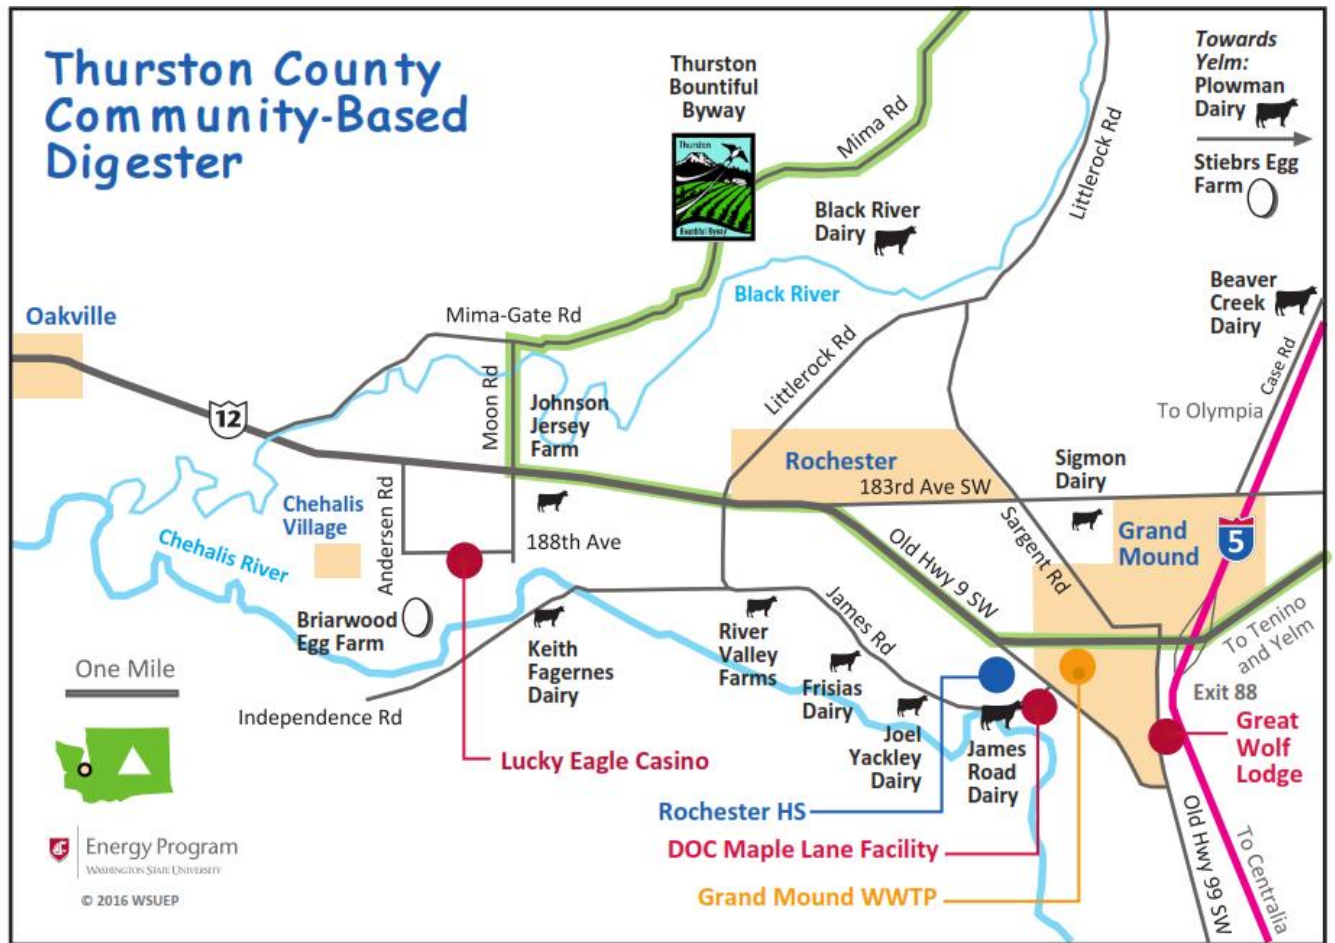 Thurston County
Community-Based
Digester
Thurston
Bountiful
Byway
Thurston
Bountiful Byway
Mima Rd
Littlerock Rd
Towards
Yelm:
Plowman
Dairy
Stiebrs Egg
Farm
Black River
Dairy
Black River
Beaver
Creek
Dairy
Oakville
Mima-Gate Rd
12
Moon Rd
Johnson
Jersey
Farm
Littlerock Rd
Case Rd
To Olympia
Rochester
183rd Ave SW
Sigmon
Dairy
Chehalis
Village
Andersen Rd
Chehalis River
188th Ave
Old Hwy 9 SW
Sargent Rd
Grand
Mound
5
Briarwood
Egg Farm
Keith
Fagernes
Dairy
River
Valley
Farms
James Rd
Frisias
Dairy
Joel
Yackley
Dairy
James
Road
Dairy
To Tenino
and Yelm
Exit 88
Great
Wolf
Lodge
One Mile
Independence Rd
Lucky Eagle Casino
Rochester HS
DOC Maple Lane Facility
Grand Mound WWTP
Old Hwy 99 SW
To Centralia
Energy Program
WASHINGTON STATE UNIVERSITY
© 2016 WSUEP